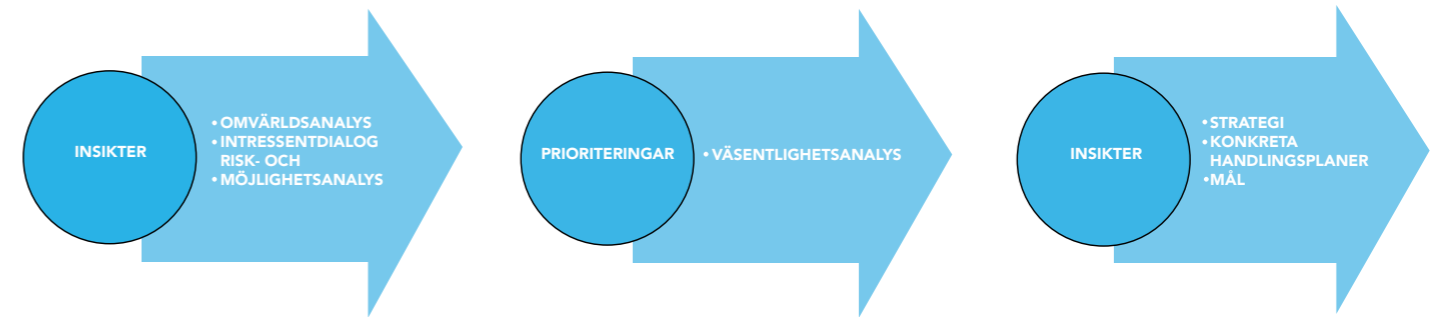 INSIKTER
• OMVÄRLDSANALYS
• INTRESSENTDIALOG
RISK- OCH
• MÖJLIGHETSANALYS
PRIORITERINGAR
• VÄSENTLIGHETSANALYS
INSIKTER
• STRATEGI
• KONKRETA
HANDLINGSPLANER
• MÅL